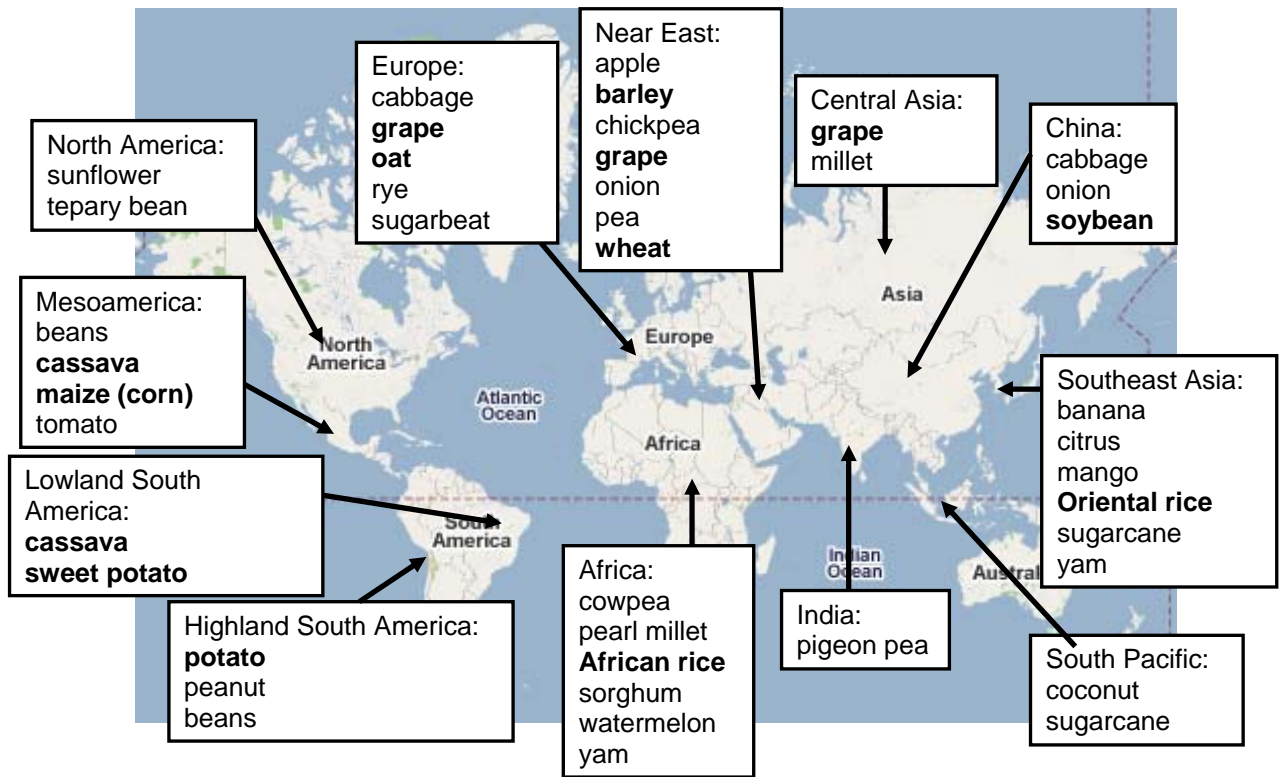 Europe:
cabbage
grape
oat
rye
sugarbeat
Near East:
apple
barley
chickpea
grape
onion
pea
wheat
Central Asia:
grape
millet
China:
cabbage
onion
soybean
North America:
sunflower
tepary bean
Mesoamerica:
beans
cassava
maize (corn)
tomato
Lowland South
America:
cassava
sweet potato
Highland South America:
potato
peanut
beans
Africa:
cowpea
pearl millet
African rice
sorghum
watermelon
yam
India:
pigeon pea
Southeast Asia:
banana
citrus
mango
Oriental rice
sugarcane
yam
South Pacific:
coconut
sugarcane
North
America
Atlantic
Ocean
Europe
Asia
Africa
South
America
Indian
Ocean
Austral